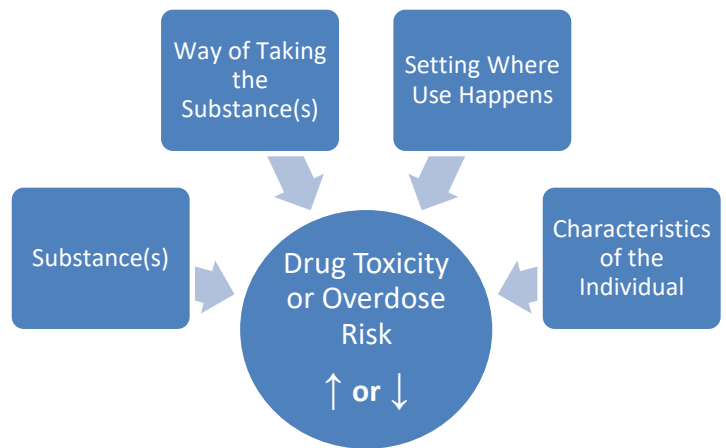 Way of Taking
the
Substance(s)
Setting Where
Use Happens
Substance(s)
Characteristics
of the
Individual
Drug Toxicity
or Overdose
Risk
↑ or ↓